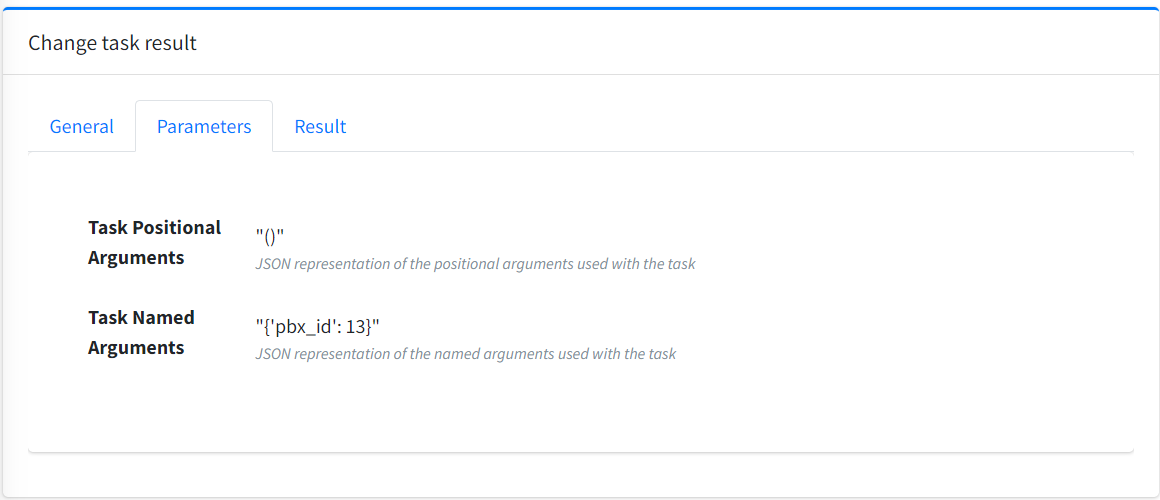 Change task result
General Parameters Result
Task Positional
Arguments
"()"
JSON representation of the positional arguments used with the task
Task Named
Arguments
"{'pbx_id': 13}"
JSON representation of the named arguments used with the task